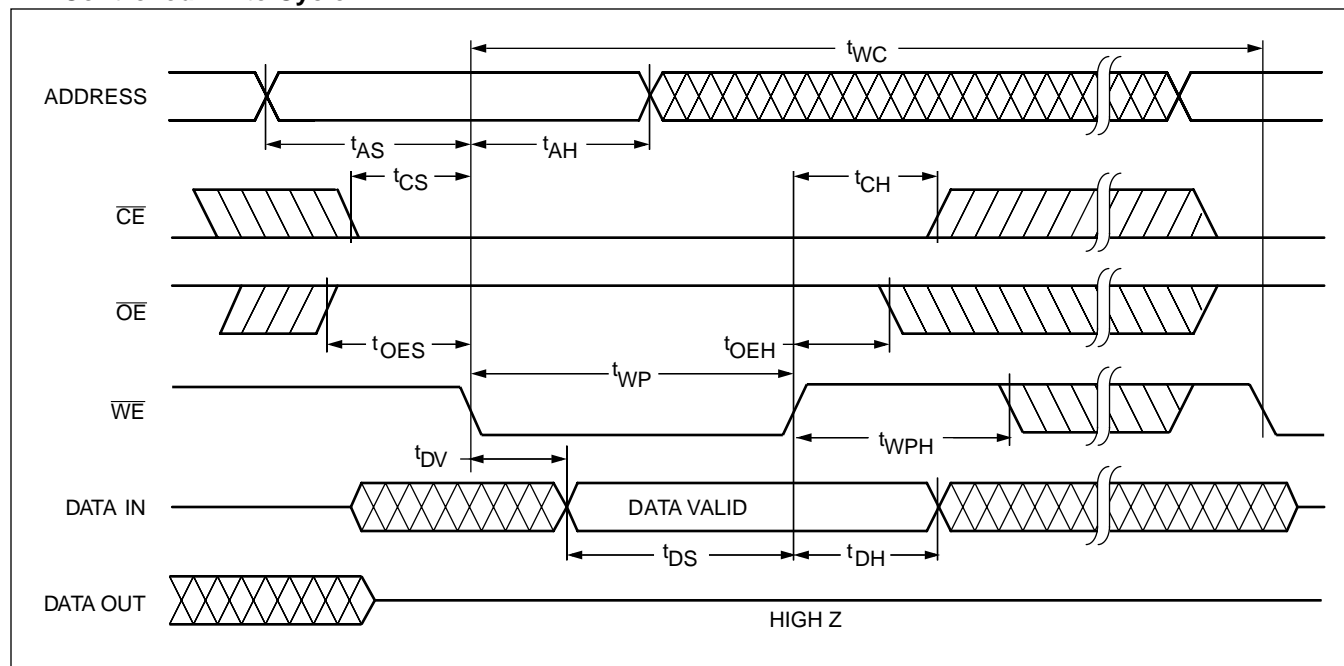 tWC
ADDRESS
tAS
tAH
tCS
tCH
CE
OE
tOES
tOEH
tWP
WE
tWPH
tDV
DATA IN
DATA VALID
tDS
tDH
DATA OUT
HIGH Z